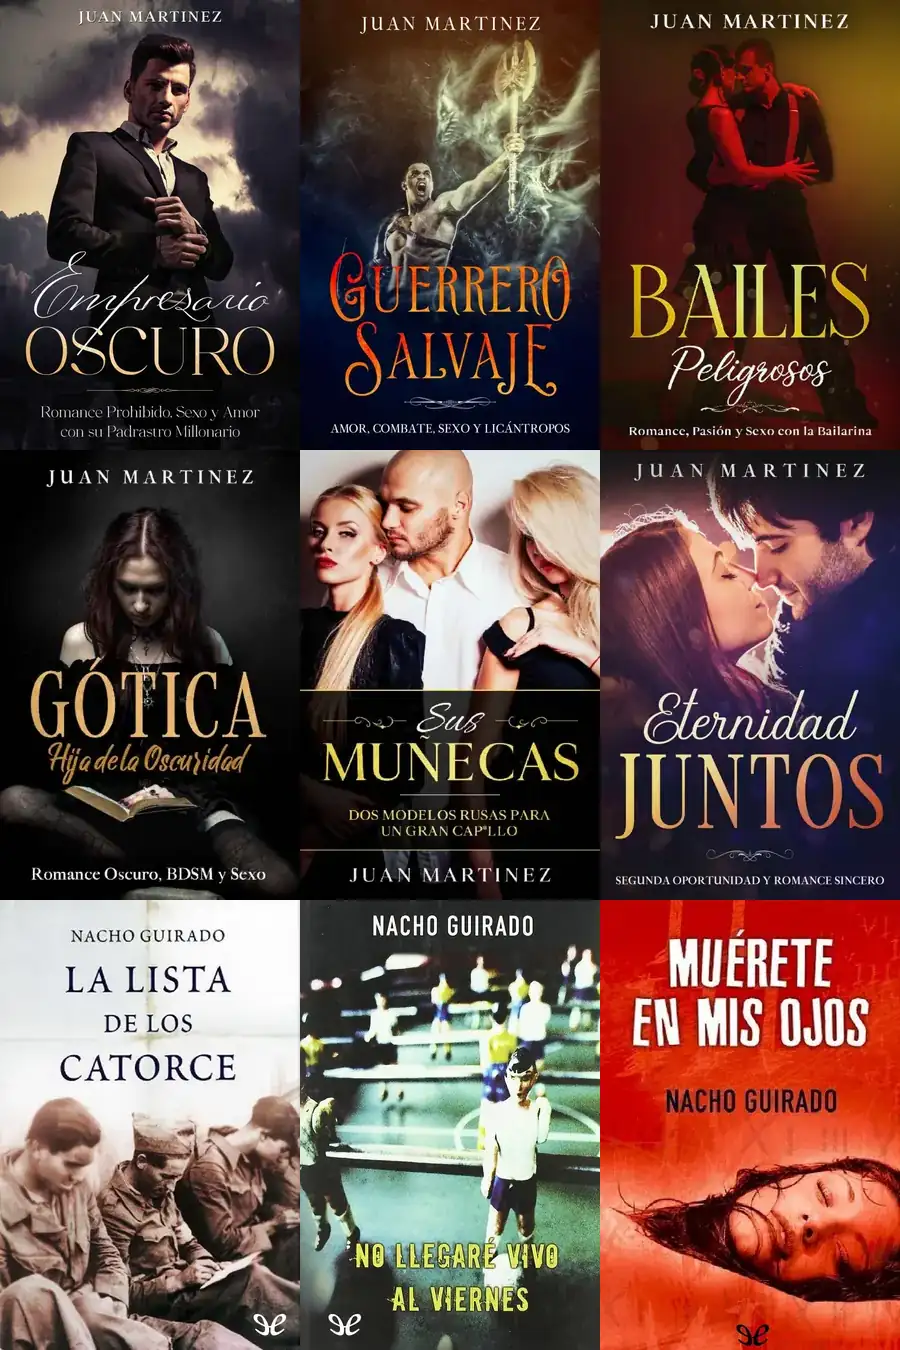 JUAN MARTINEZ
Empresario
OSCURO
Romance Prohibido, Sexo y Amor
con su Padrastro Millonario
JUAN MARTINEZ
GUERRERO
SALVAJE
AMOR, COMBATE, SEXO Y LICÁNTROPOS
JUAN MARTINEZ
BAILES
Peligrosos
Romance, Pasión y Sexo con la Bailarina
JUAN MARTINEZ
GÓTICA
Hija de la Oscuridad
Romance Oscuro, BDSM y Sexo
Sus
MUÑECAS
DOS MODELOS RUSAS PARA
UN GRAN CAP*LLO
JUAN MARTINEZ
JUAN MARTINEZ
Eternidad
JUNTOS
SEGUNDA OPORTUNIDAD Y ROMANCE SINCERO
NACHO GUIRADO
LA LISTA
DE LOS
CATORCE
NACHO GUIRADO
NO LLEGARÉ VIVO
AL VIERNES
MUÉRETE
EN MIS OJOS
NACHO GUIRADO